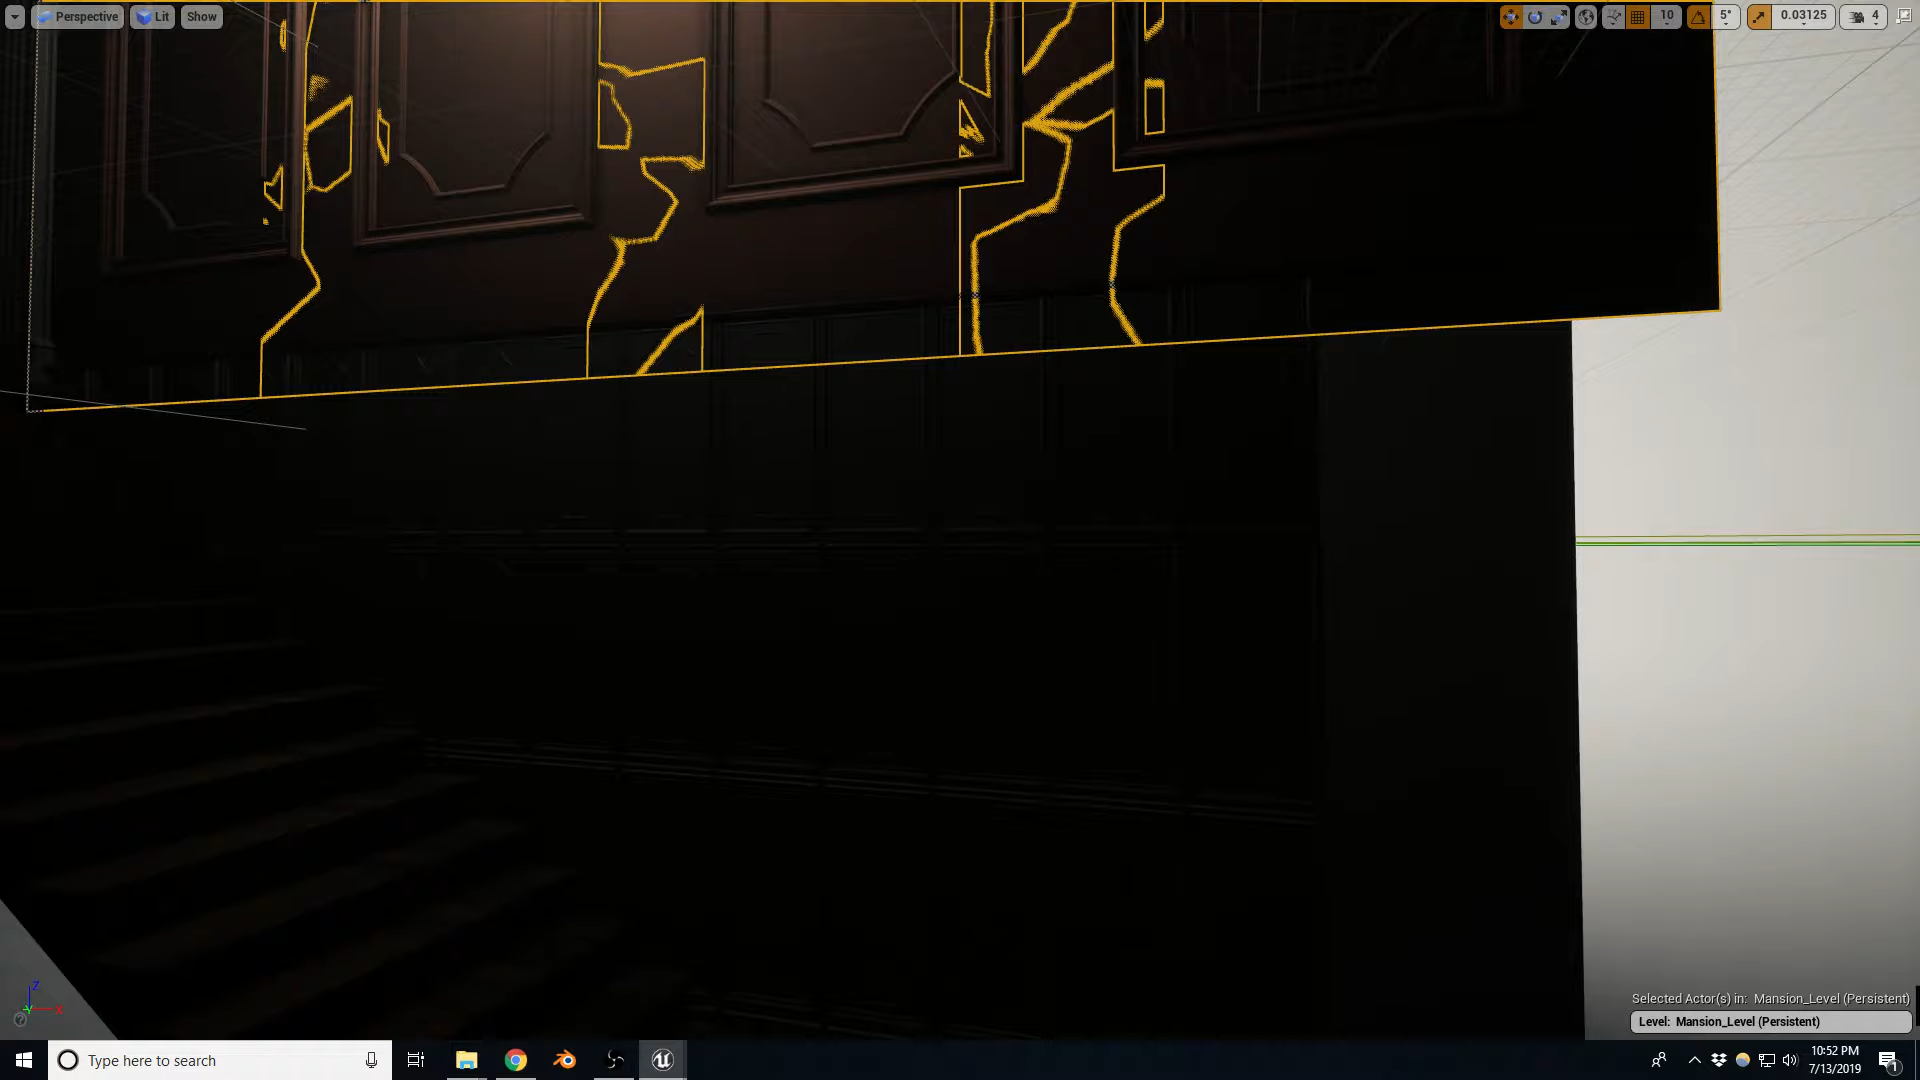 Perspective Lit Show 10 5° 0.03125 4
Z
X
Y
Selected Actor(s) in: Mansion_Level (Persistent)
Level: Mansion_Level (Persistent)
Type here to search
10:52 PM
7/13/2019
1